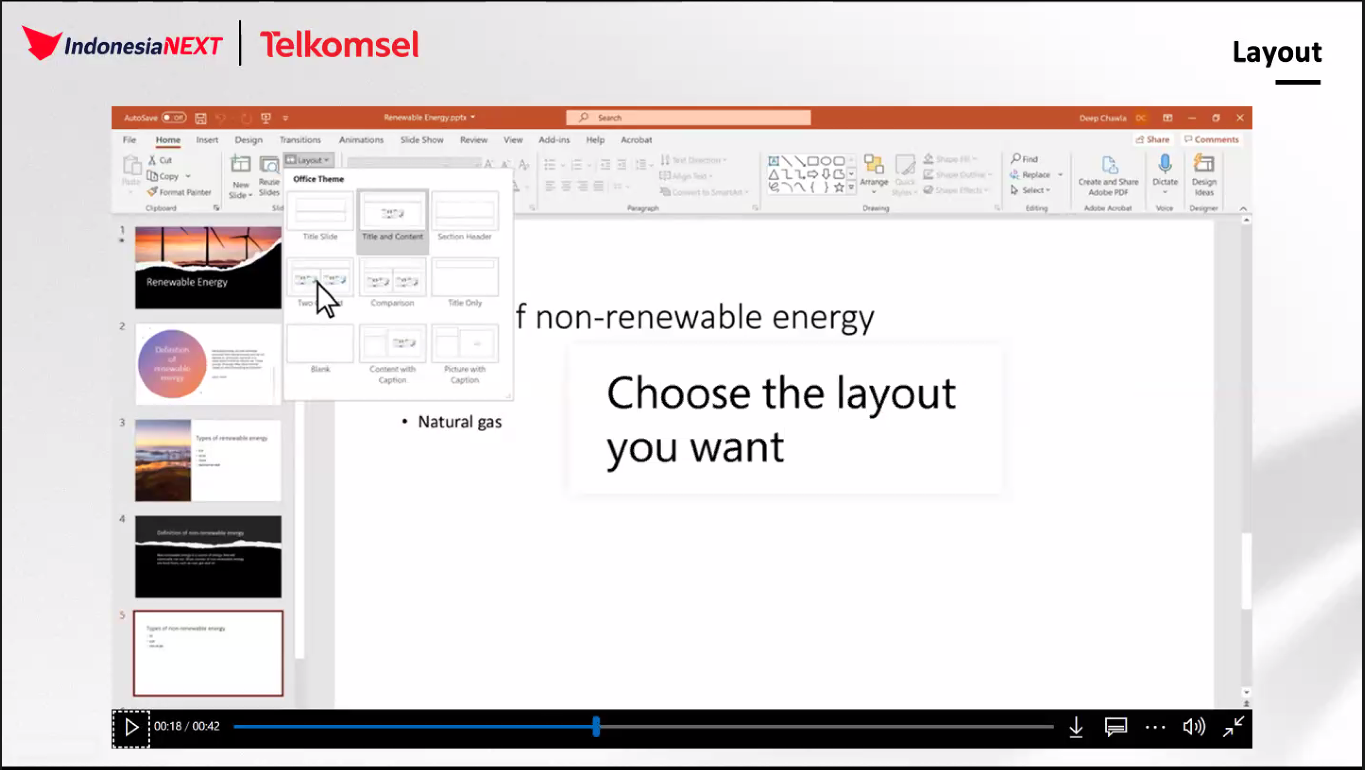 IndonesiaNEXT
Telkomsel
Layout
AutoSave Off
Renewable Energy.pptx
Search
Deep Chawla
DC
File Home Insert Design Transitions Animations Slide Show Review View Add-ins Help Acrobat
Share
Comments
Paste
Cut
Copy
Format Painter
Clipboard
New Slide
Reuse Slides
Layout
Text Direction
Align Text
Convert to SmartArt
Paragraph
Arrange
Quick Styles
Shape Fill
Shape Outline
Shape Effects
Drawing
Find
Replace
Select
Editing
Create and Share
Adobe PDF
Adobe Acrobat
Dictate
Voice
Design
Ideas
Designer
Office Theme
Title Slide
Title and Content
Section Header
Two
Comparison
Title Only
Blank
Content with
Caption
Picture with
Caption
1
Renewable Energy
2
Definition
of
renewable
energy
3
Types of renewable energy
4
Definition of non-renewable energy
5
Types of non-renewable energy
f non-renewable energy
• Natural gas
Choose the layout
you want
00:18 / 00:42